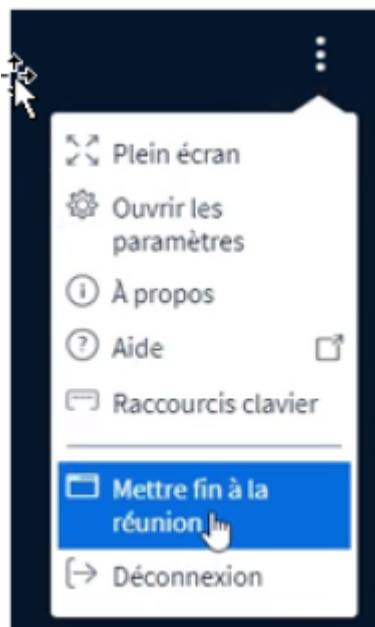 Plein écran
Ouvrir les
paramètres
À propos
Aide
Raccourcis clavier
Mettre fin à la
réunion
Déconnexion